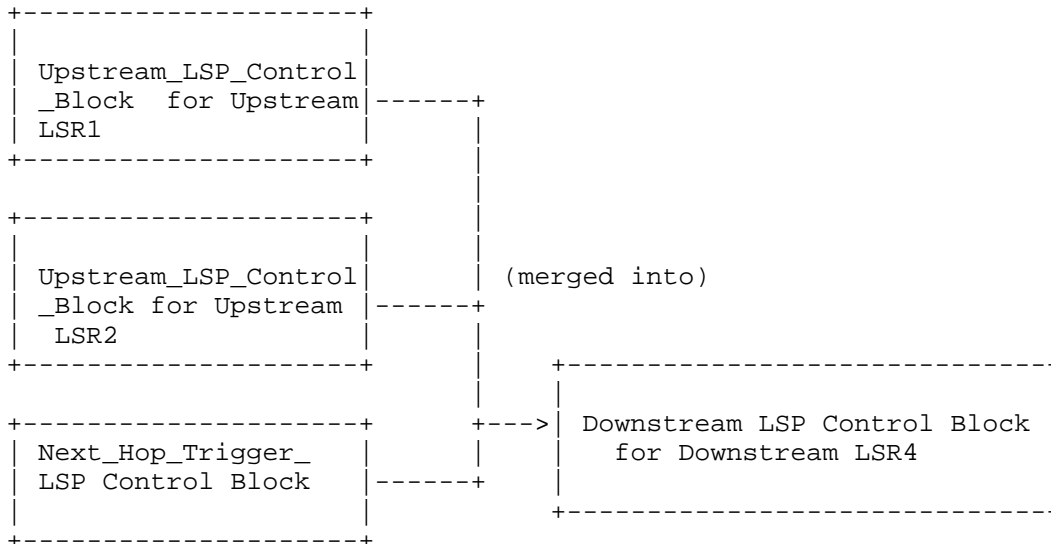 Upstream_LSP_Control
_Block for Upstream
LSR1
Upstream_LSP_Control
_Block for Upstream
LSR2
(merged into)
Next_Hop_Trigger_
LSP Control Block
Downstream LSP Control Block
for Downstream LSR4